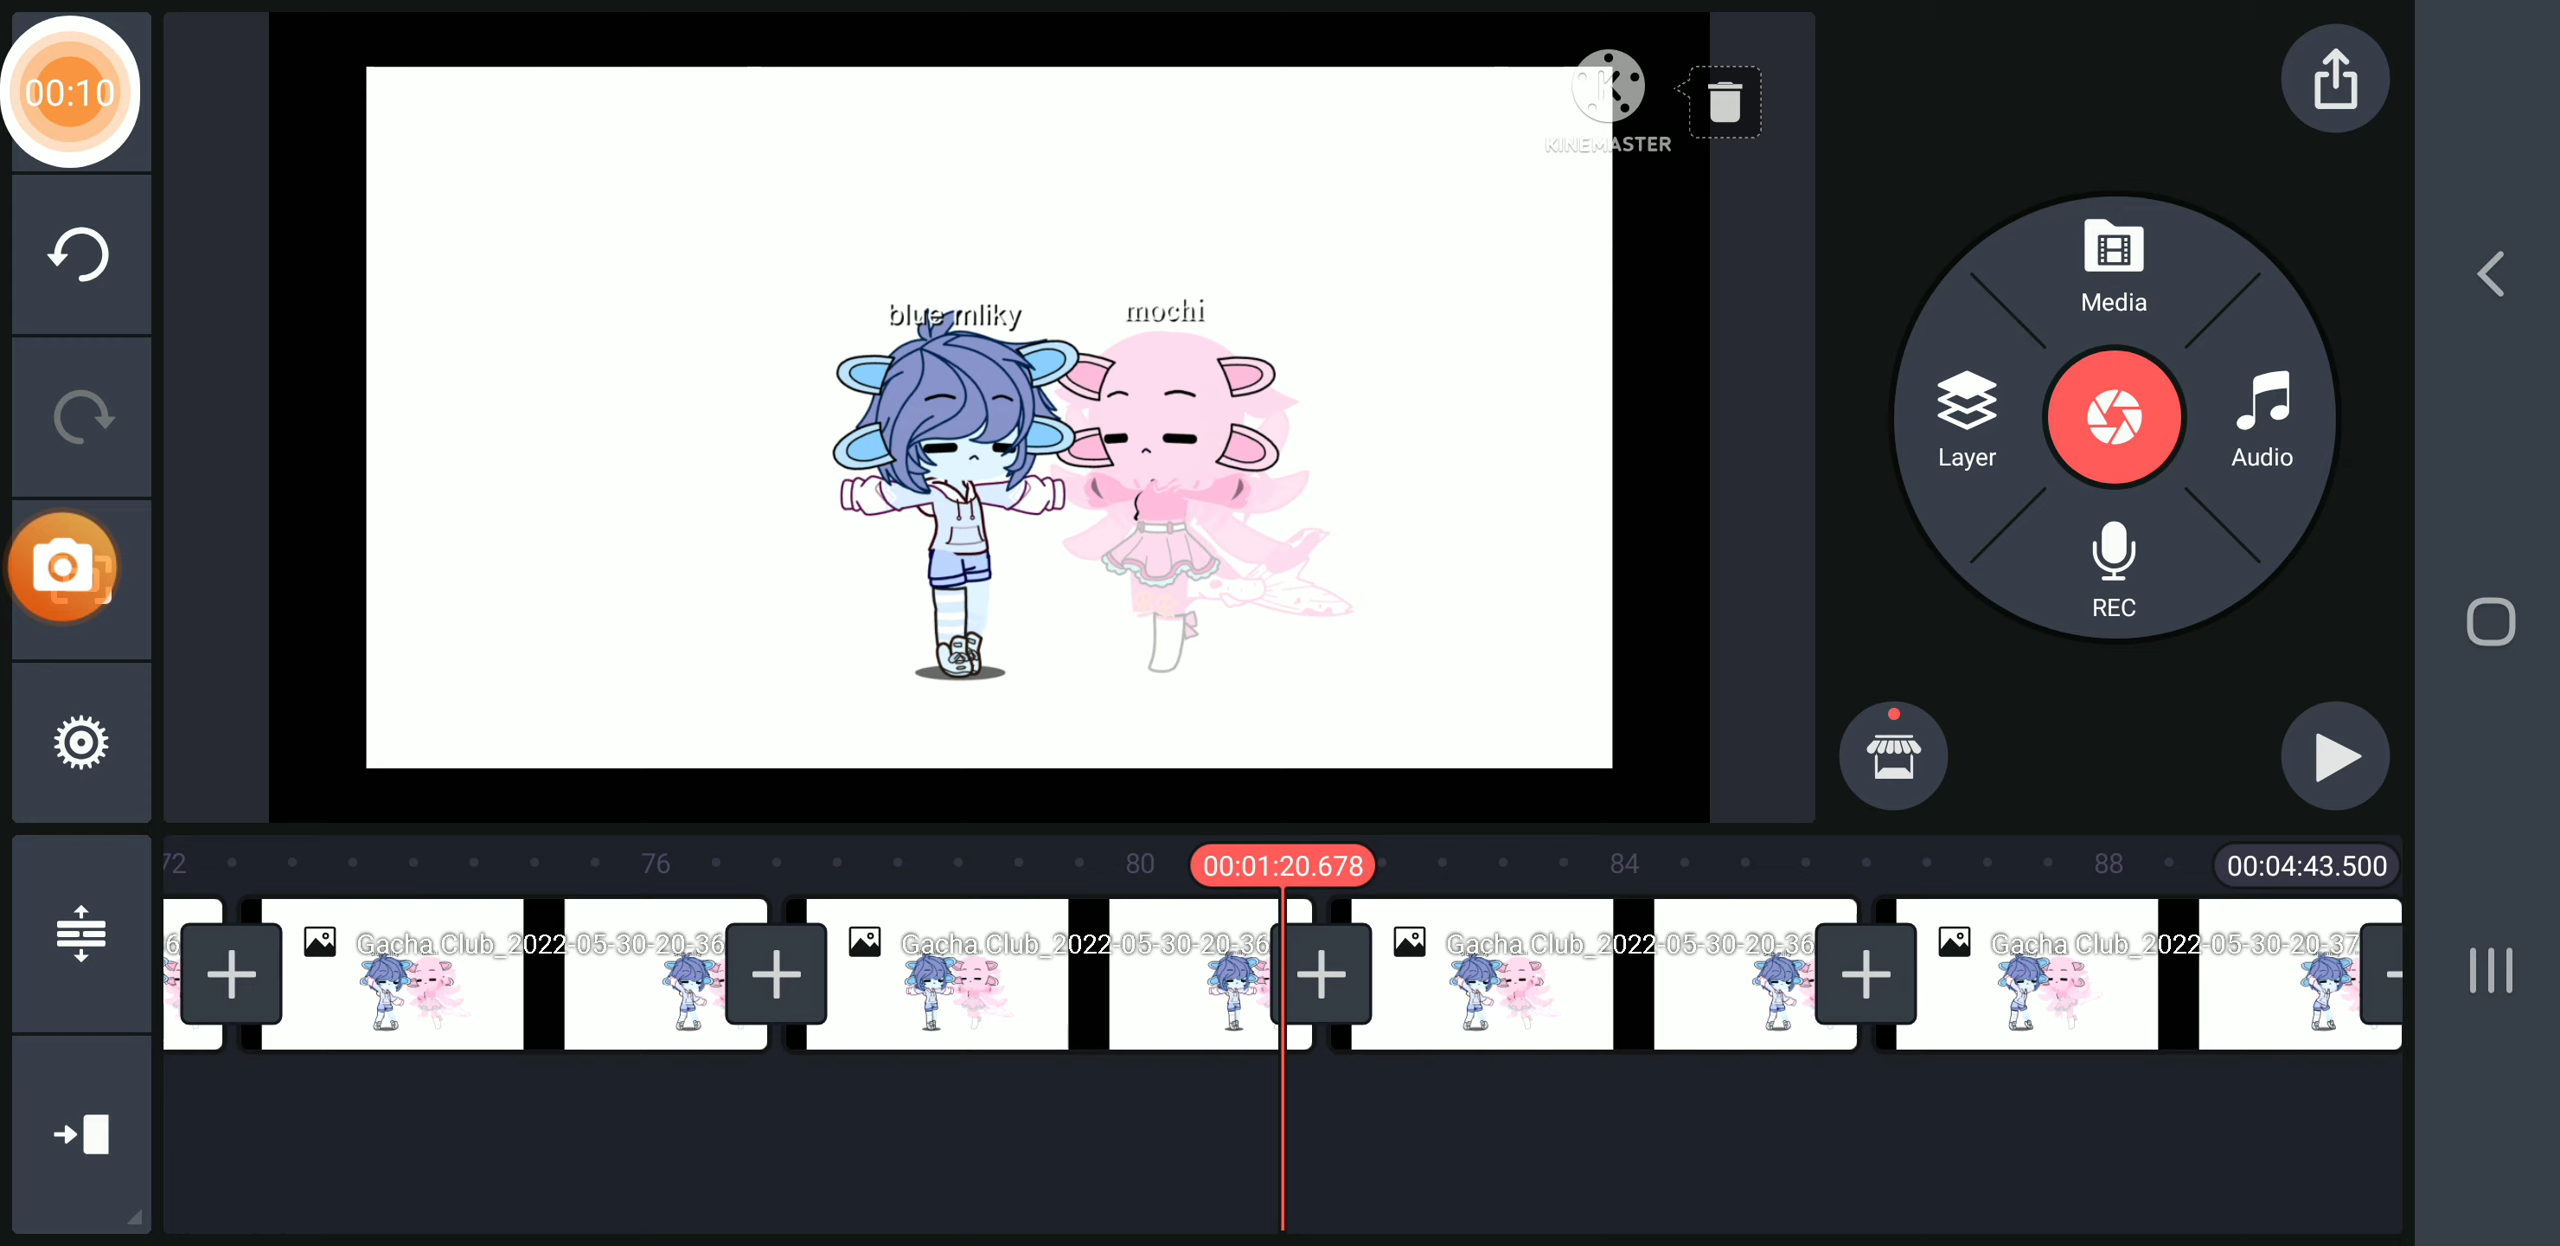 00:10
KINEMASTER
blue mliky
mochi
Media
Layer
Audio
REC
72
76
80
00:01:20.678
84
88
00:04:43.500
6
Gacha.Club_2022-05-30-20-36
Gacha.Club_2022-05-30-20-36
Gacha.Club_2022-05-30-20-36
Gacha Club_2022-05-30-20-37